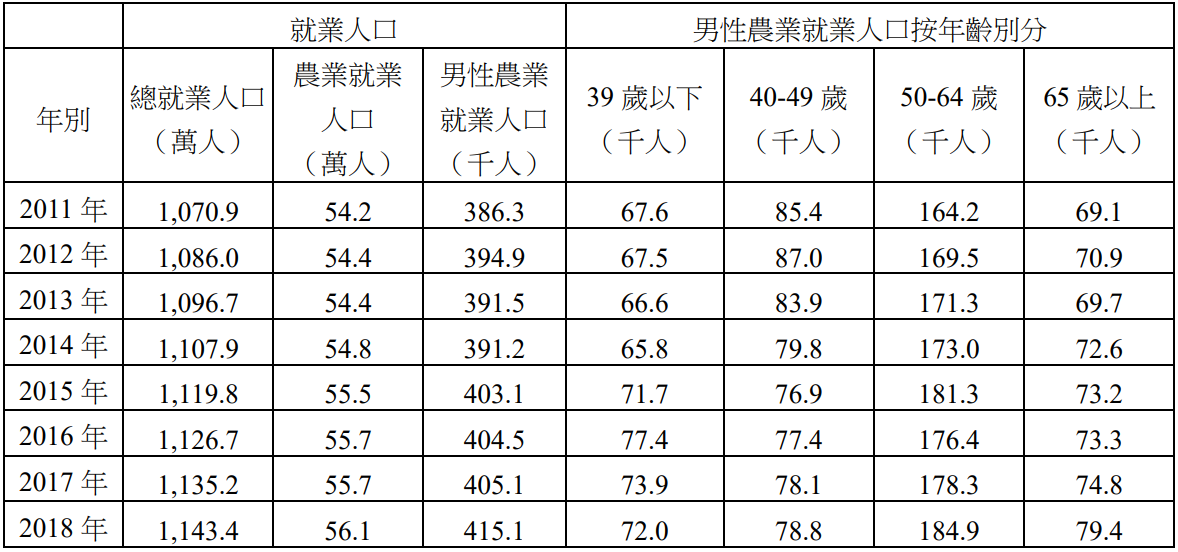 就業人口 男性農業就業人口按年齡別分
年別 總就業人口（萬人） 農業就業人口（萬人） 男性農業就業人口（千人） 39 歲以下（千人） 40-49 歲（千人） 50-64 歲（千人） 65 歲以上（千人）
2011 年 1,070.9 54.2 386.3 67.6 85.4 164.2 69.1
2012 年 1,086.0 54.4 394.9 67.5 87.0 169.5 70.9
2013 年 1,096.7 54.4 391.5 66.6 83.9 171.3 69.7
2014 年 1,107.9 54.8 391.2 65.8 79.8 173.0 72.6
2015 年 1,119.8 55.5 403.1 71.7 76.9 181.3 73.2
2016 年 1,126.7 55.7 404.5 77.4 77.4 176.4 73.3
2017 年 1,135.2 55.7 405.1 73.9 78.1 178.3 74.8
2018 年 1,143.4 56.1 415.1 72.0 78.8 184.9 79.4